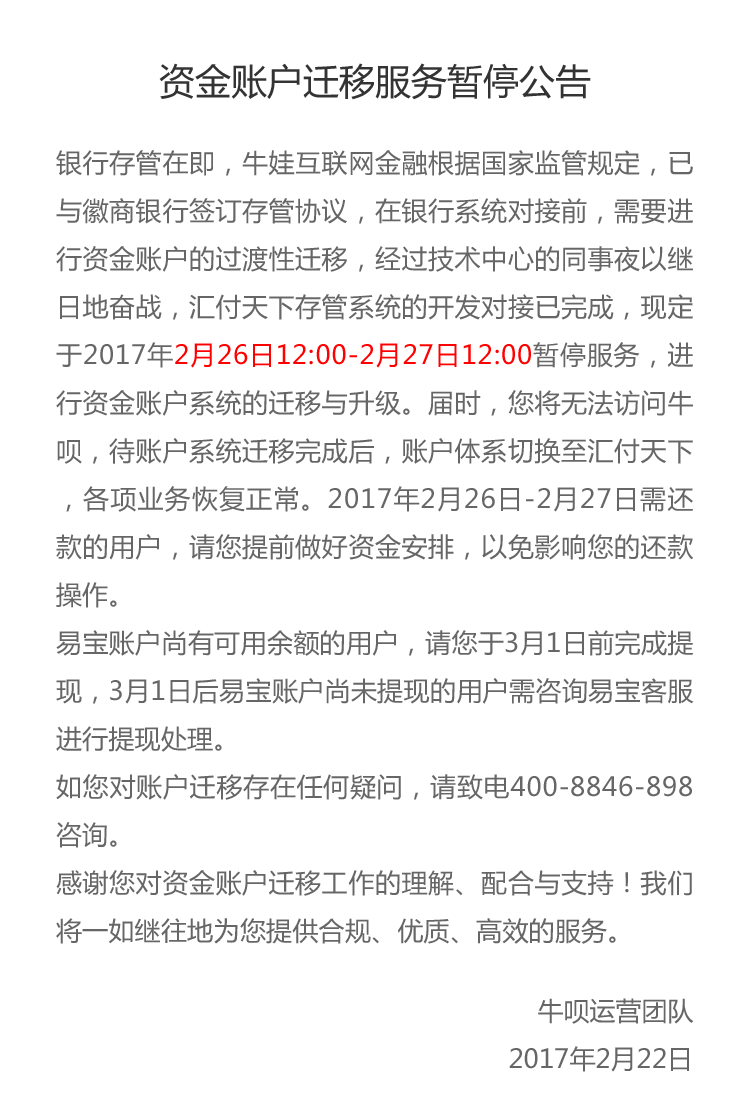 资金账户迁移服务暂停公告
银行存管在即，牛娃互联网金融根据国家监管规定，已
与徽商银行签订存管协议，在银行系统对接前，需要进
行资金账户的过渡性迁移，经过技术中心的同事夜以继
日地奋战，汇付天下存管系统的开发对接已完成，现定
于2017年2月26日12:00-2月27日12:00暂停服务，进
行资金账户系统的迁移与升级。届时，您将无法访问牛
呗，待账户系统迁移完成后，账户体系切换至汇付天下
，各项业务恢复正常。2017年2月26日-2月27日需还
款的用户，请您提前做好资金安排，以免影响您的还款
操作。
易宝账户尚有可用余额的用户，请您于3月1日前完成提
现，3月1日后易宝账户尚未提现的用户需咨询易宝客服
进行提现处理。
如您对账户迁移存在任何疑问，请致电400-8846-898
咨询。
感谢您对资金账户迁移工作的理解、配合与支持！我们
将一如继往地为您提供合规、优质、高效的服务。
牛呗运营团队
2017年2月22日